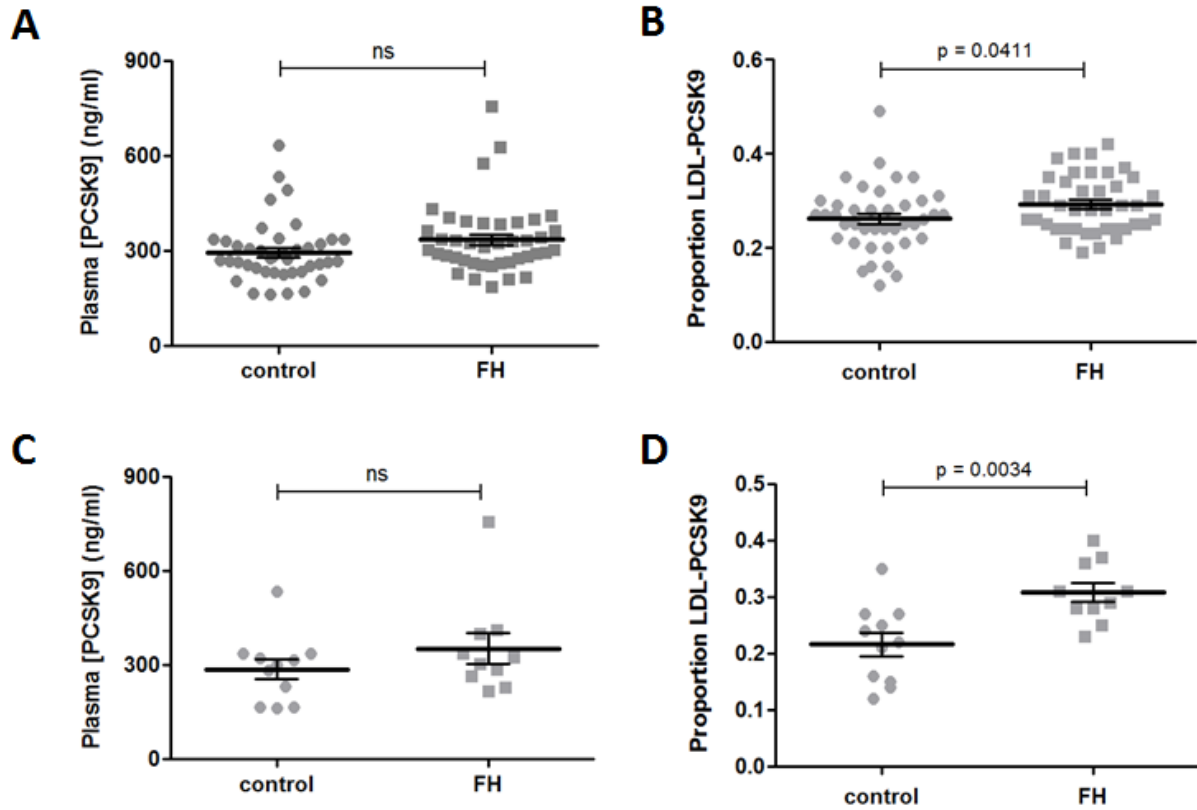 A
Plasma [PCSK9] (ng/ml)
900
600
300
0
ns
control FH
B
Proportion LDL-PCSK9
0.6
0.4
0.2
0.0
p = 0.0411
control FH
C
Plasma [PCSK9] (ng/ml)
900
600
300
0
ns
control FH
D
Proportion LDL-PCSK9
0.5
0.4
0.3
0.2
0.1
0.0
p = 0.0034
control FH